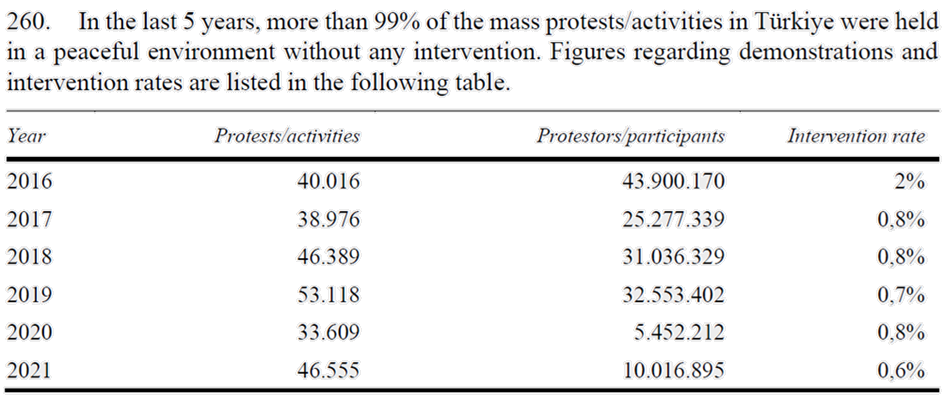 260. In the last 5 years, more than 99% of the mass protests/activities in Türkiye were held
in a peaceful environment without any intervention. Figures regarding demonstrations and
intervention rates are listed in the following table.
Year Protests/activities Protestors/participants Intervention rate
2016 40.016 43.900.170 2%
2017 38.976 25.277.339 0,8%
2018 46.389 31.036.329 0,8%
2019 53.118 32.553.402 0,7%
2020 33.609 5.452.212 0,8%
2021 46.555 10.016.895 0,6%